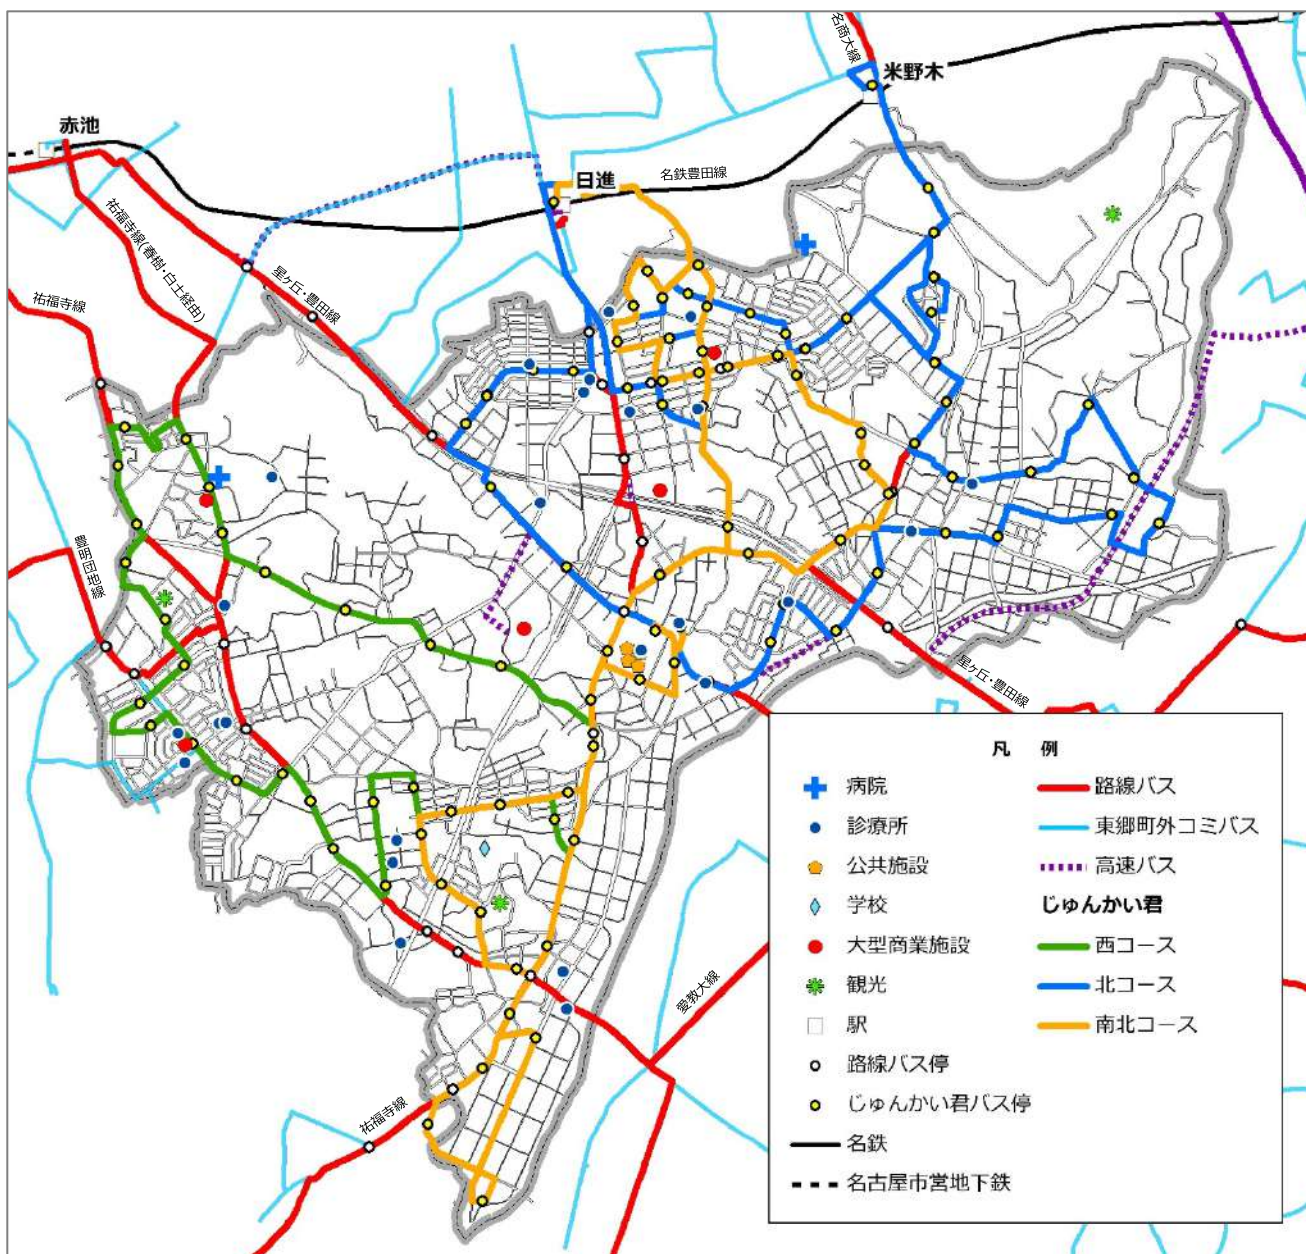 名商大線
米野木
赤池
名鉄豊田線
日進
祐福寺線(春樹・白土経由)
星ヶ丘・豊田線
祐福寺線
豊明団地線
星ヶ丘・豊田線
愛教大線
祐福寺線
凡 例
病院
診療所
公共施設
学校
大型商業施設
観光
駅
路線バス停
じゅんかい君バス停
名鉄
名古屋市営地下鉄
路線バス
東郷町外コミバス
高速バス
じゅんかい君
西コース
北コース
南北コース